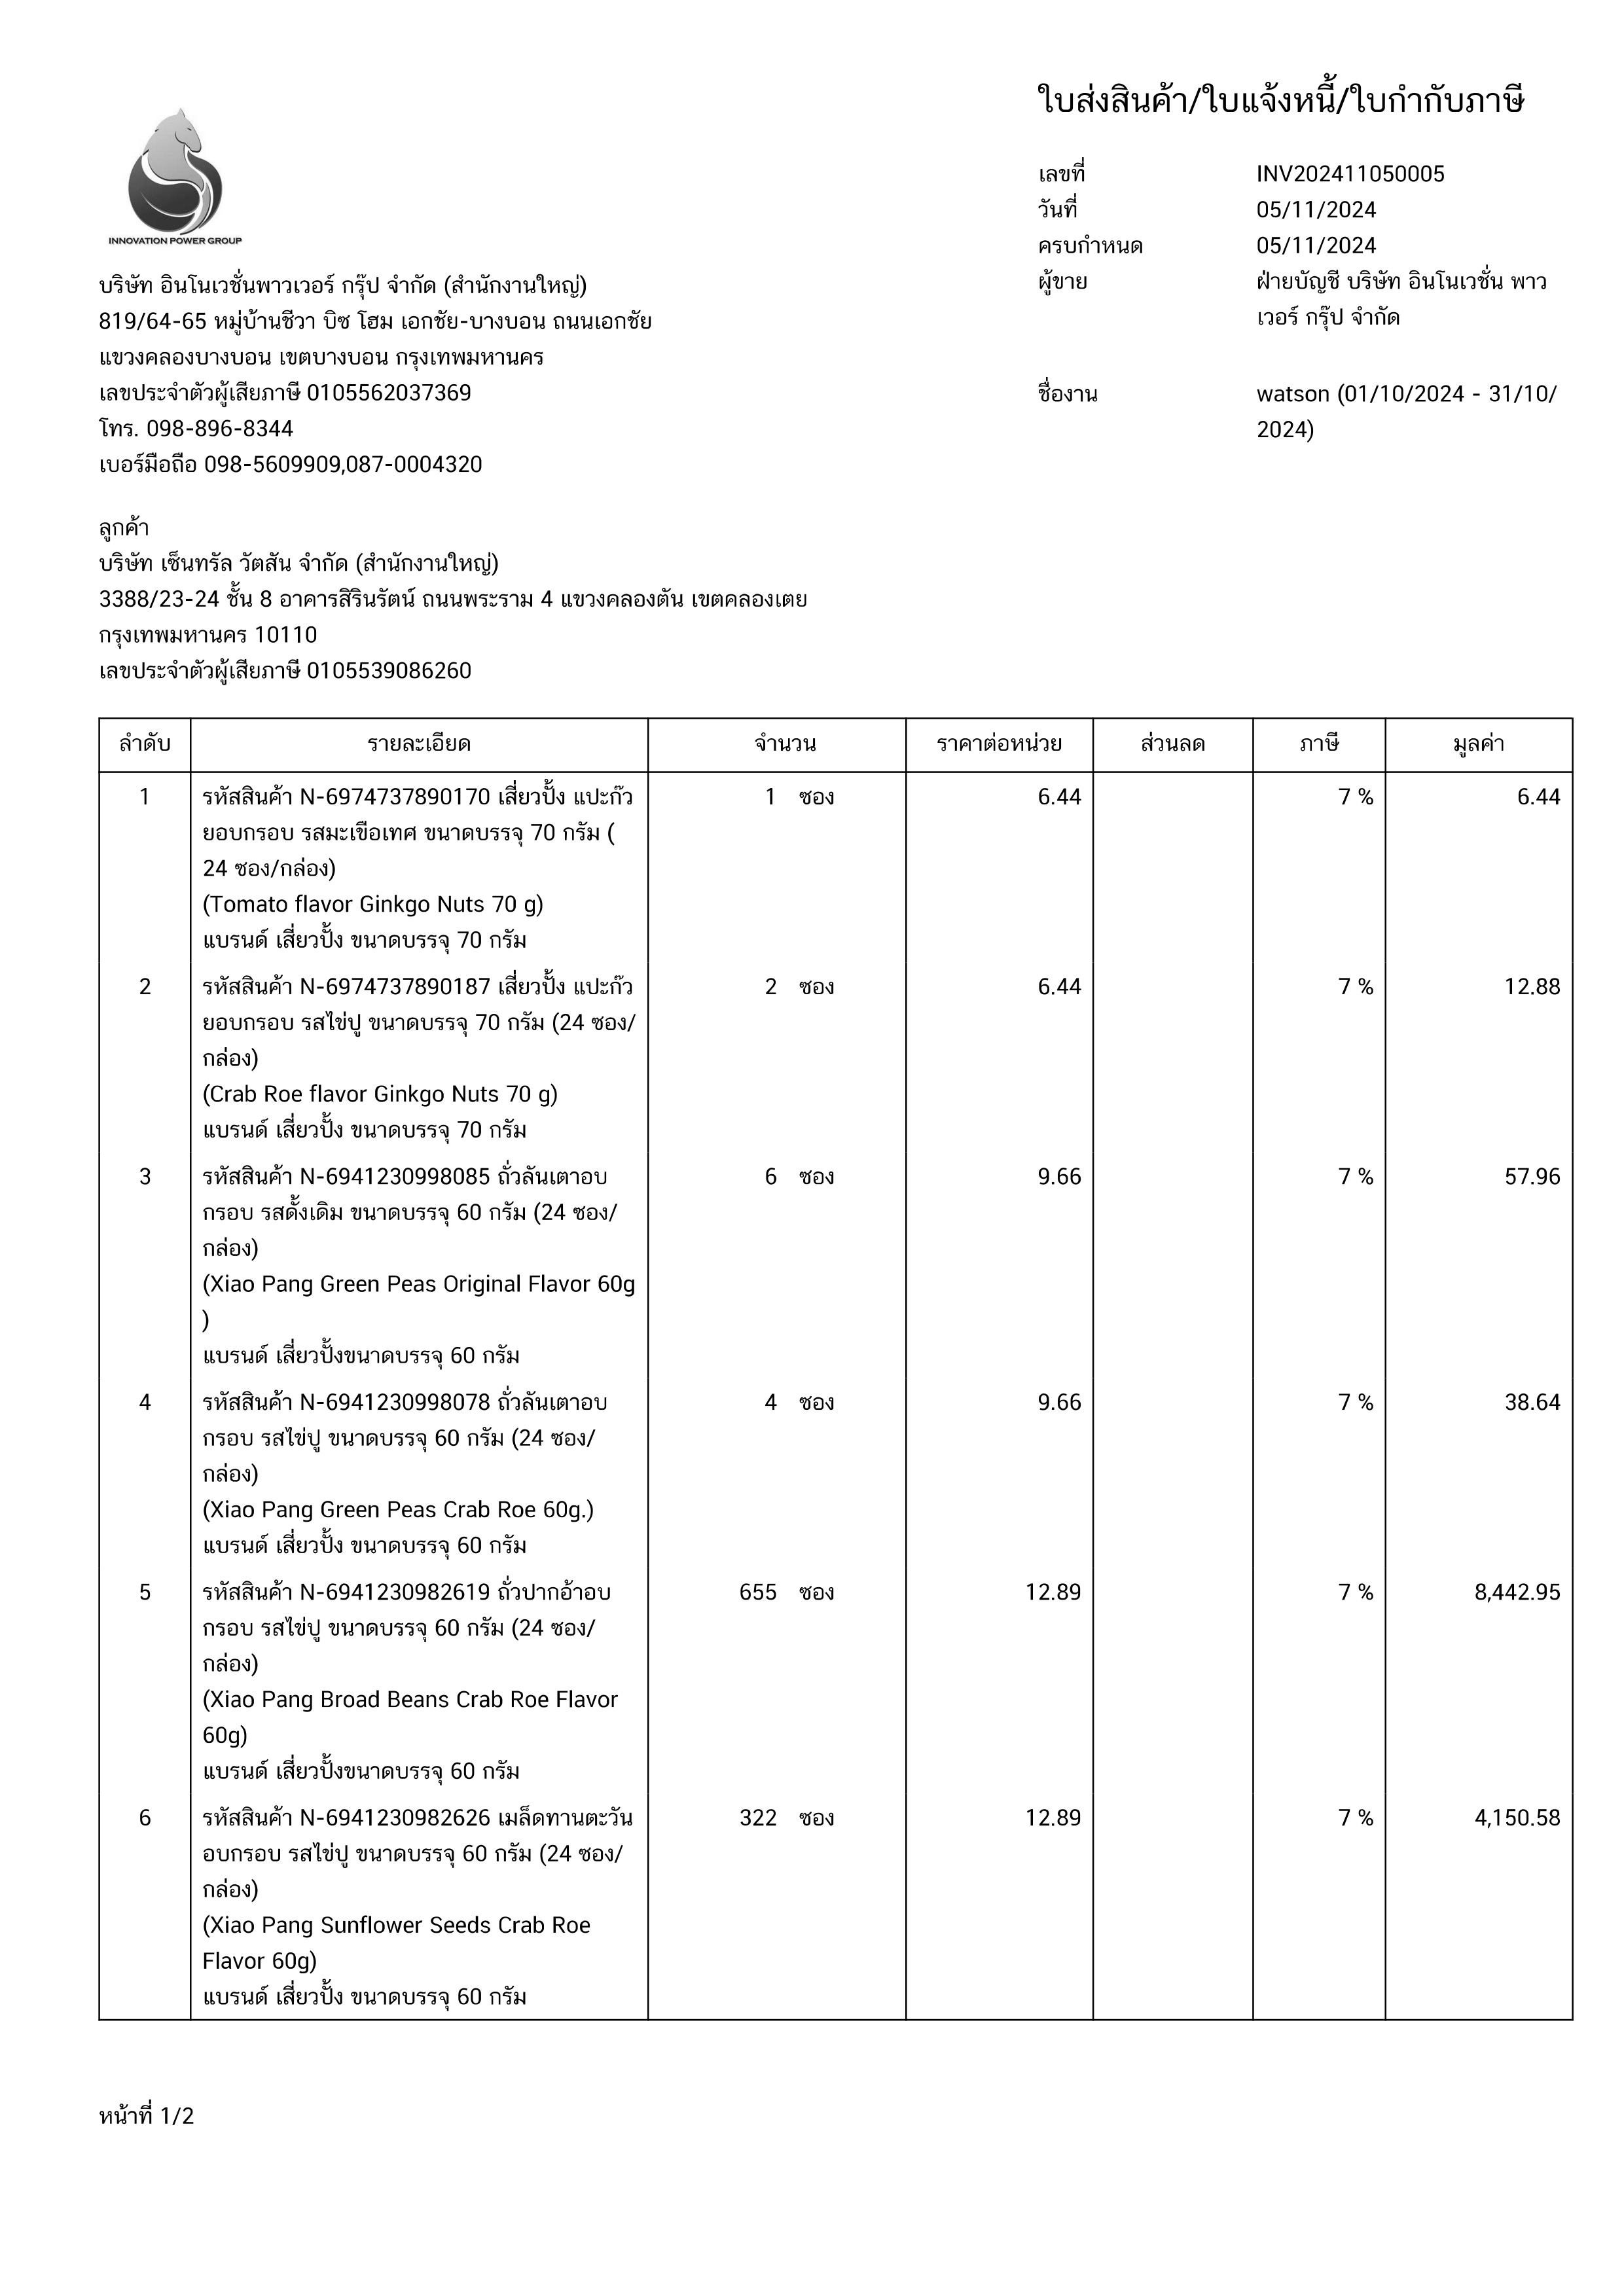 ใบส่งสินค้า/ใบแจ้งหนี้/ใบกำกับภาษี
INNOVATION POWER GROUP
เลขที่ INV202411050005
วันที่ 05/11/2024
ครบกำหนด 05/11/2024
ผู้ขาย ฝ่ายบัญชี บริษัท อินโนเวชั่น พาว
เวอร์ กรุ๊ป จำกัด
ชื่องาน watson (01/10/2024 - 31/10/
2024)
บริษัท อินโนเวชั่นพาวเวอร์ กรุ๊ป จำกัด (สำนักงานใหญ่)
819/64-65 หมู่บ้านชีวา บิซ โฮม เอกชัย-บางบอน ถนนเอกชัย
แขวงคลองบางบอน เขตบางบอน กรุงเทพมหานคร
เลขประจำตัวผู้เสียภาษี 0105562037369
โทร. 098-896-8344
เบอร์มือถือ 098-5609909,087-0004320
ลูกค้า
บริษัท เซ็นทรัล วัตสัน จำกัด (สำนักงานใหญ่)
3388/23-24 ชั้น 8 อาคารสิรินรัตน์ ถนนพระราม 4 แขวงคลองตัน เขตคลองเตย
กรุงเทพมหานคร 10110
เลขประจำตัวผู้เสียภาษี 0105539086260
ลำดับ รายละเอียด จำนวน ราคาต่อหน่วย ส่วนลด ภาษี มูลค่า
1 รหัสสินค้า N-6974737890170 เสี่ยวปั้ง แปะก๊ว 1 ซอง 6.44 7 % 6.44
ยอบกรอบ รสมะเขือเทศ ขนาดบรรจุ 70 กรัม (
24 ซอง/กล่อง)
(Tomato flavor Ginkgo Nuts 70 g)
แบรนด์ เสี่ยวปั้ง ขนาดบรรจุ 70 กรัม
2 รหัสสินค้า N-6974737890187 เสี่ยวปั้ง แปะก๊ว 2 ซอง 6.44 7 % 12.88
ยอบกรอบ รสไข่ปู ขนาดบรรจุ 70 กรัม (24 ซอง/
กล่อง)
(Crab Roe flavor Ginkgo Nuts 70 g)
แบรนด์ เสี่ยวปั้ง ขนาดบรรจุ 70 กรัม
3 รหัสสินค้า N-6941230998085 ถั่วลันเตาอบ 6 ซอง 9.66 7 % 57.96
กรอบ รสดั้งเดิม ขนาดบรรจุ 60 กรัม (24 ซอง/
กล่อง)
(Xiao Pang Green Peas Original Flavor 60g
)
แบรนด์ เสี่ยวปั้งขนาดบรรจุ 60 กรัม
4 รหัสสินค้า N-6941230998078 ถั่วลันเตาอบ 4 ซอง 9.66 7 % 38.64
กรอบ รสไข่ปู ขนาดบรรจุ 60 กรัม (24 ซอง/
กล่อง)
(Xiao Pang Green Peas Crab Roe 60g.)
แบรนด์ เสี่ยวปั้ง ขนาดบรรจุ 60 กรัม
5 รหัสสินค้า N-6941230982619 ถั่วปากอ้าอบ 655 ซอง 12.89 7 % 8,442.95
กรอบ รสไข่ปู ขนาดบรรจุ 60 กรัม (24 ซอง/
กล่อง)
(Xiao Pang Broad Beans Crab Roe Flavor
60g)
แบรนด์ เสี่ยวปั้งขนาดบรรจุ 60 กรัม
6 รหัสสินค้า N-6941230982626 เมล็ดทานตะวัน 322 ซอง 12.89 7 % 4,150.58
อบกรอบ รสไข่ปู ขนาดบรรจุ 60 กรัม (24 ซอง/
กล่อง)
(Xiao Pang Sunflower Seeds Crab Roe
Flavor 60g)
แบรนด์ เสี่ยวปั้ง ขนาดบรรจุ 60 กรัม
หน้าที่ 1/2